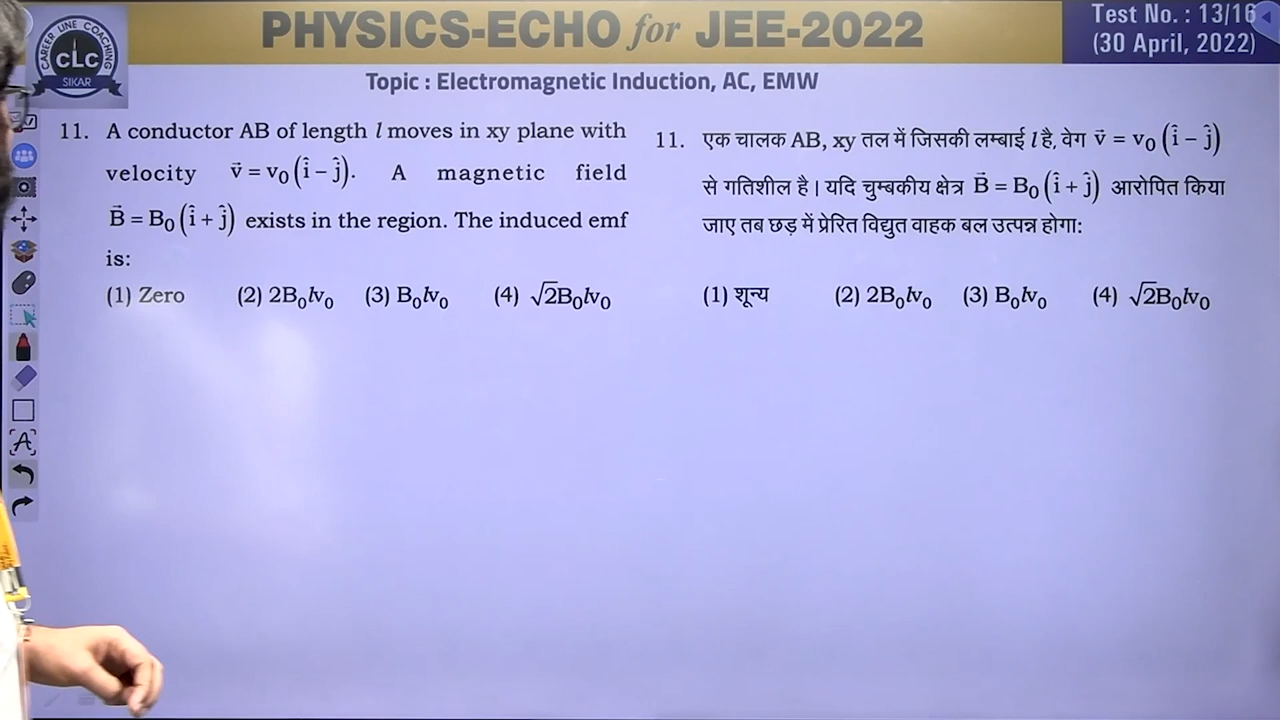 CAREER LINE COACHING
CLC
SIKAR
PHYSICS-ECHO for JEE-2022
Test No. : 13/16
(30 April, 2022)
Topic : Electromagnetic Induction, AC, EMW
11. A conductor AB of length l moves in xy plane with
velocity v⃗ = v₀(î − ĵ). A magnetic field
B⃗ = B₀(î + ĵ) exists in the region. The induced emf
is:
(1) Zero (2) 2B₀lv₀ (3) B₀lv₀ (4) √2B₀lv₀
11. एक चालक AB, xy तल में जिसकी लम्बाई l है, वेग v⃗ = v₀(î − ĵ)
से गतिशील है। यदि चुम्बकीय क्षेत्र B⃗ = B₀(î + ĵ) आरोपित किया
जाए तब छड़ में प्रेरित विद्युत वाहक बल उत्पन्न होगा:
(1) शून्य (2) 2B₀lv₀ (3) B₀lv₀ (4) √2B₀lv₀